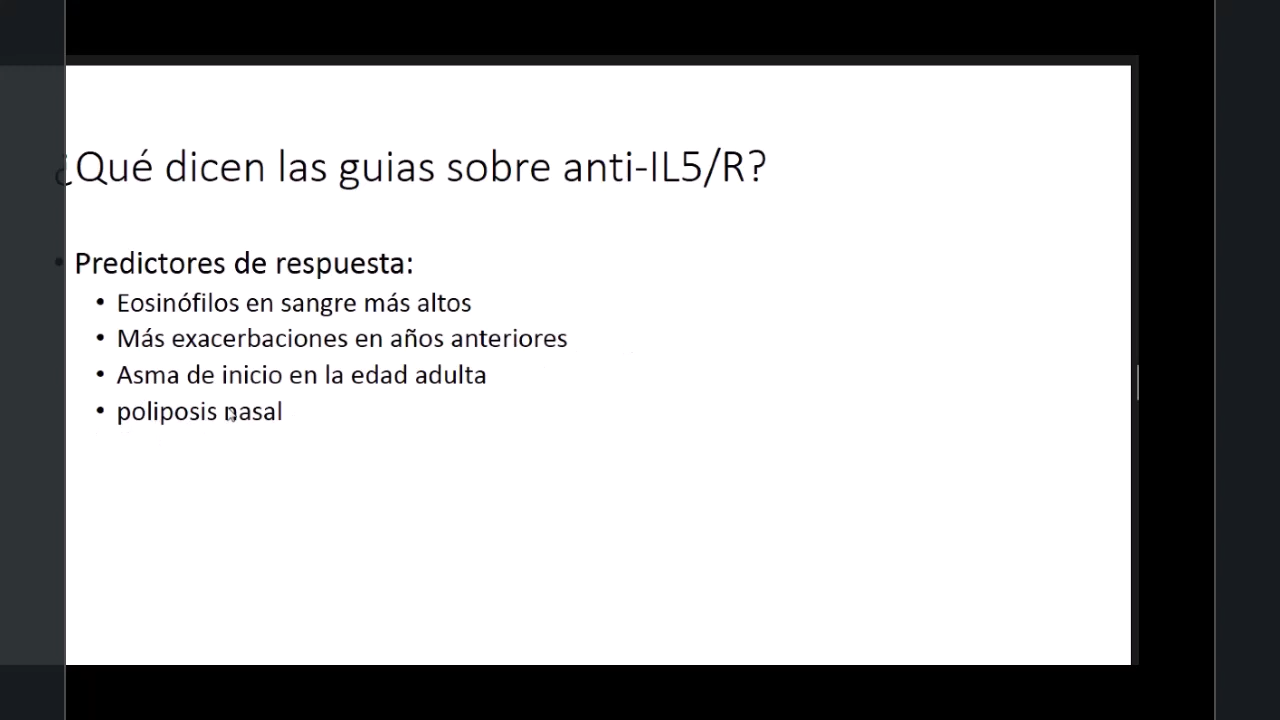 ¿Qué dicen las guias sobre anti-IL5/R?
• Predictores de respuesta:
• Eosinófilos en sangre más altos
• Más exacerbaciones en años anteriores
• Asma de inicio en la edad adulta
• poliposis nasal